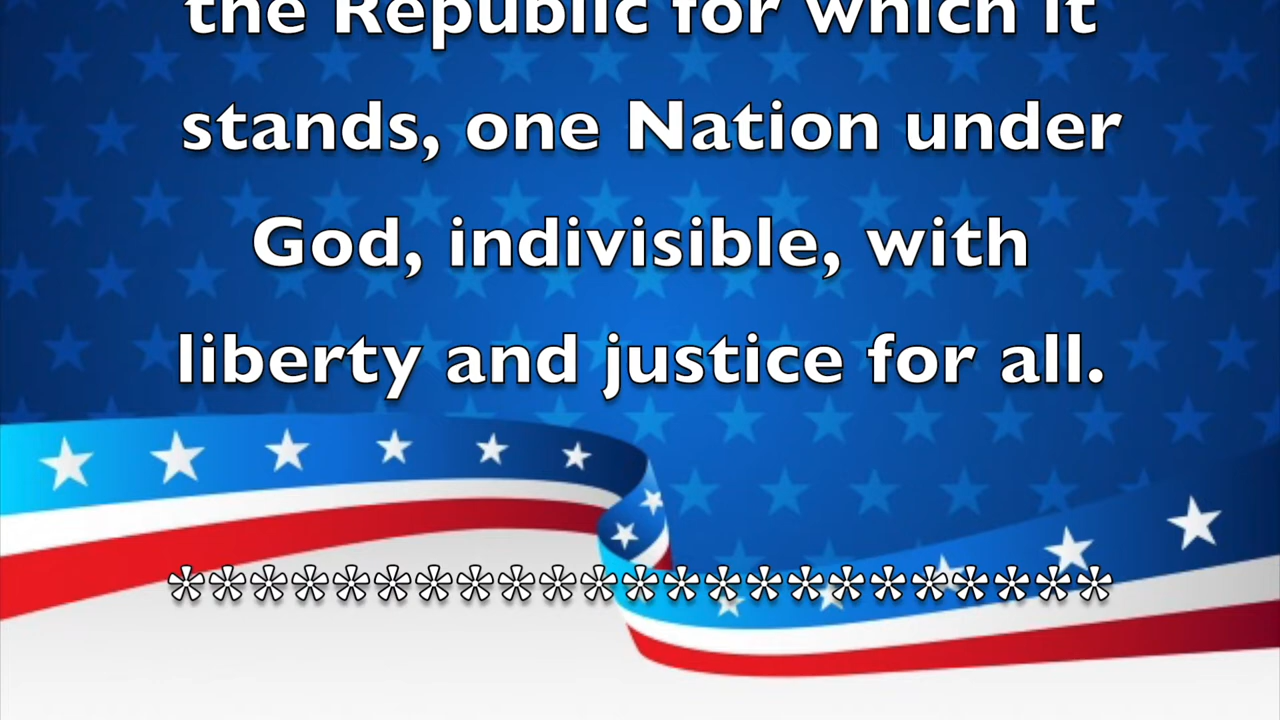 the Republic for which it
stands, one Nation under
God, indivisible, with
liberty and justice for all.
***********************